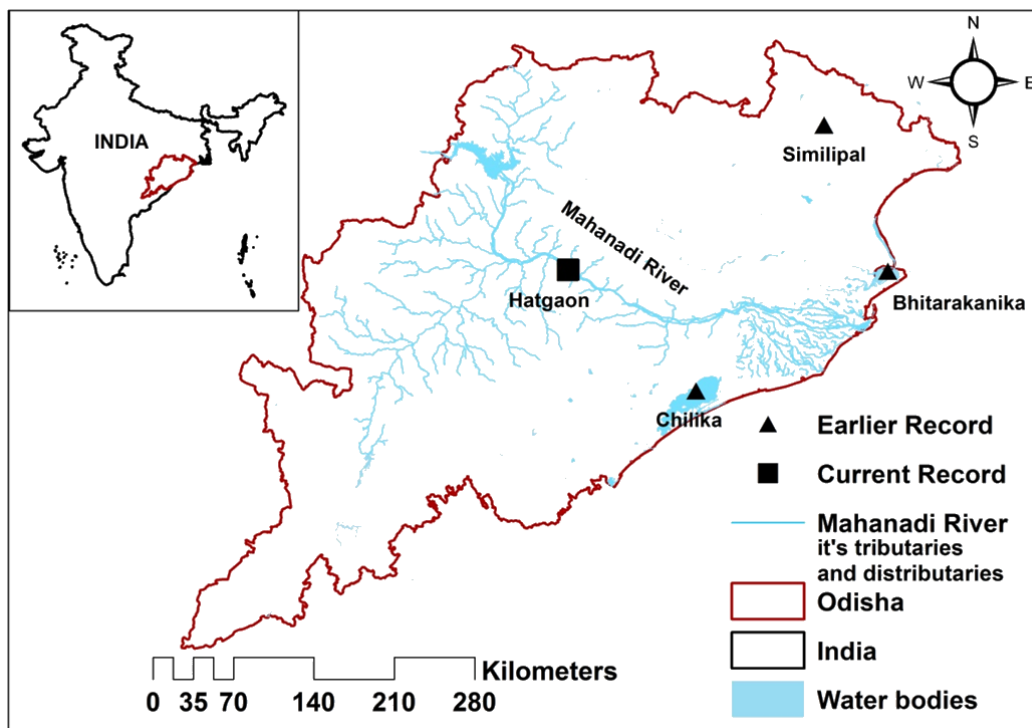 INDIA
N
W
E
S
Similipal
Mahanadi River
Hatgaon
Bhitarakanika
Chilika
Earlier Record
Current Record
Mahanadi River
it's tributaries
and distributaries
Odisha
India
Water bodies
Kilometers
0 35 70 140 210 280